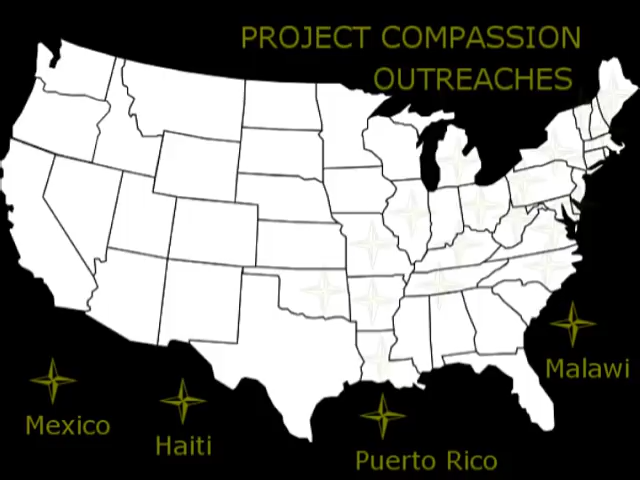 PROJECT COMPASSION
OUTREACHES
Malawi
Mexico
Haiti
Puerto Rico